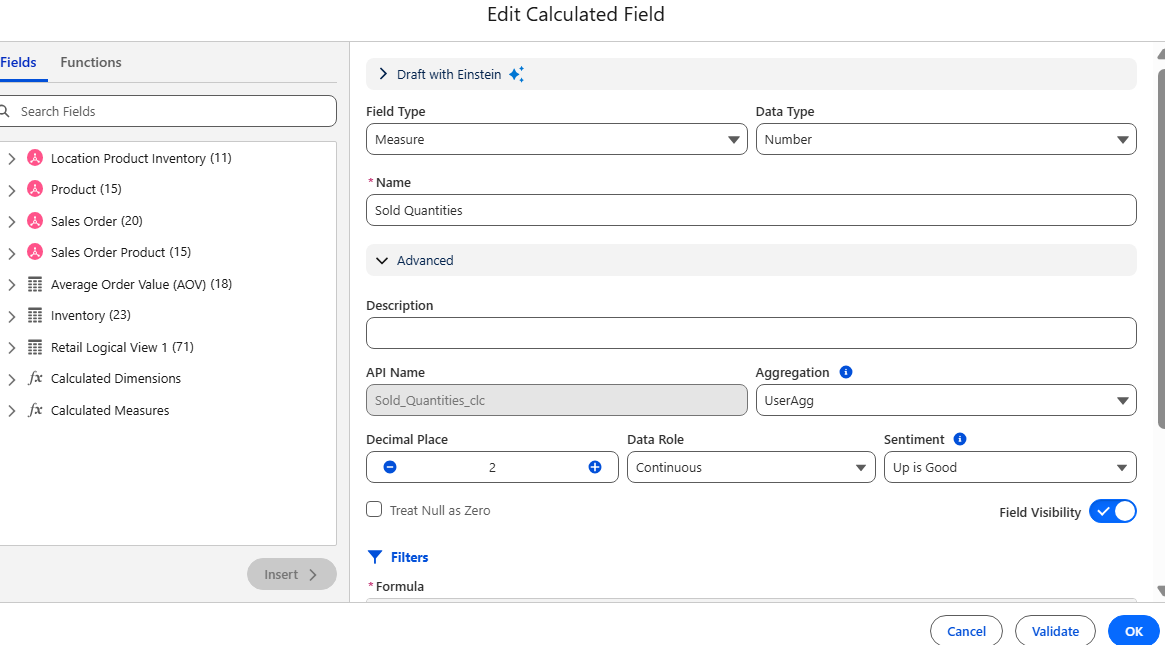 Edit Calculated Field
Fields Functions
Search Fields
Location Product Inventory (11)
Product (15)
Sales Order (20)
Sales Order Product (15)
Average Order Value (AOV) (18)
Inventory (23)
Retail Logical View 1 (71)
fx Calculated Dimensions
fx Calculated Measures
Insert
Draft with Einstein
Field Type Data Type
Measure Number
* Name
Sold Quantities
Advanced
Description
API Name Aggregation
Sold_Quantities_clc UserAgg
Decimal Place Data Role Sentiment
2 Continuous Up is Good
Treat Null as Zero Field Visibility
Filters
* Formula
Cancel Validate OK